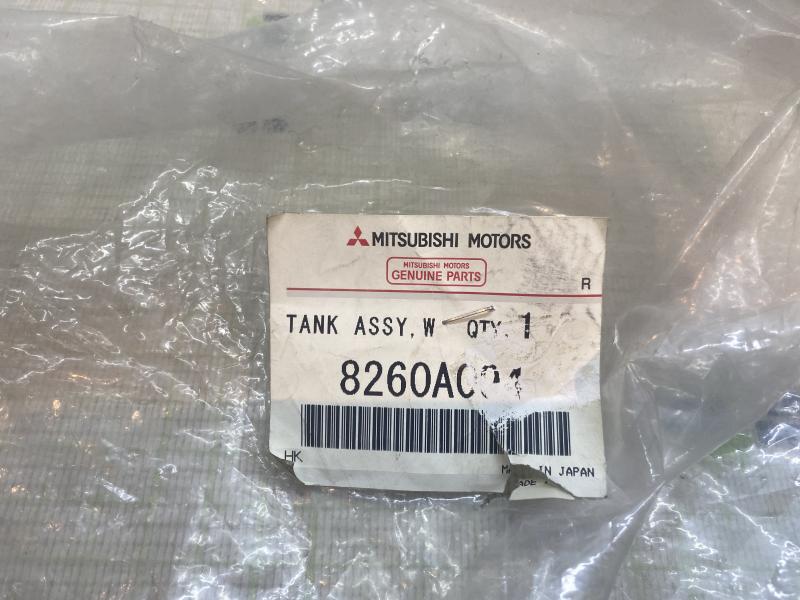 MITSUBISHI MOTORS
MITSUBISHI MOTORS
GENUINE PARTS
R
TANK ASSY, W QTY. 1
HK
IN JAPAN